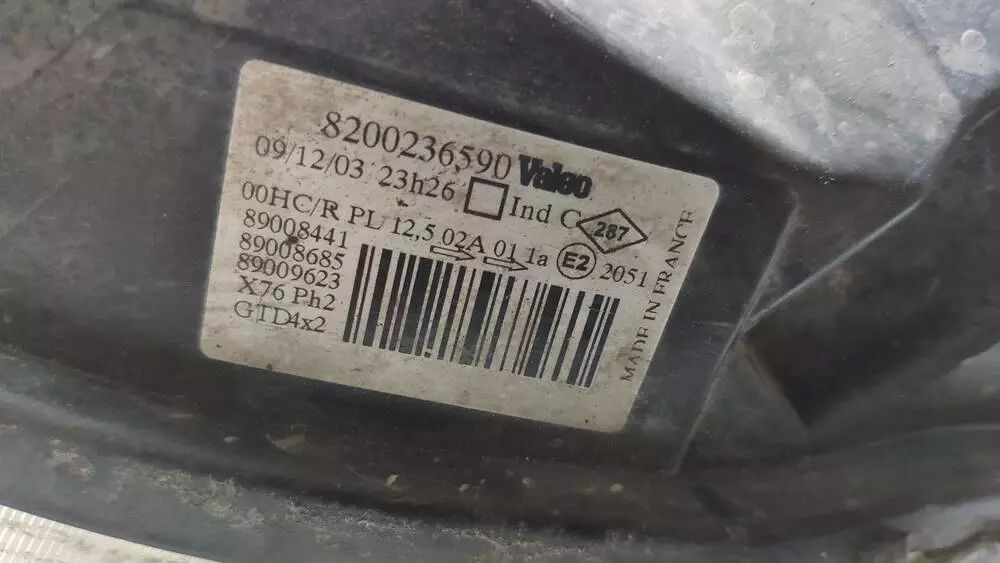 8200236590 Valeo
09/12/03 23h26 Ind C 287
00HC/R PL 12,5 02A 01 1a E2 2051
89008441
89008685
89009623
X76 Ph2
GTD4x2
MADE IN FRANCE